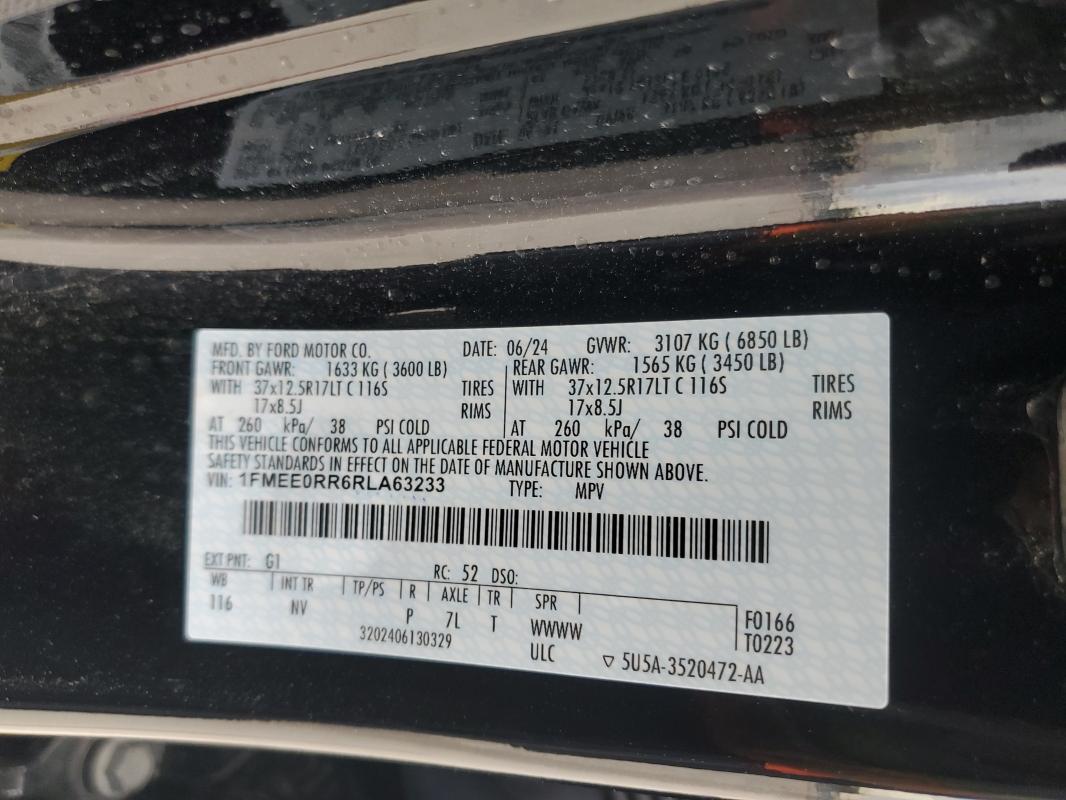 MFD. BY FORD MOTOR CO. DATE: 06/24 GVWR: 3107 KG ( 6850 LB)
FRONT GAWR: 1633 KG ( 3600 LB) REAR GAWR: 1565 KG ( 3450 LB)
WITH 37x12.5R17LT C 116S TIRES WITH 37x12.5R17LT C 116S TIRES
17x8.5J RIMS 17x8.5J RIMS
AT 260 kPa/ 38 PSI COLD AT 260 kPa/ 38 PSI COLD
THIS VEHICLE CONFORMS TO ALL APPLICABLE FEDERAL MOTOR VEHICLE
SAFETY STANDARDS IN EFFECT ON THE DATE OF MANUFACTURE SHOWN ABOVE.
VIN: 1FMEE0RR6RLA63233 TYPE: MPV
EXT PNT: G1 RC: 52 DSO:
WB INT TR TP/PS R AXLE TR SPR
116 NV P 7L T WWWW F0166
3202406130329 ULC T0223
▽ 5U5A-3520472-AA